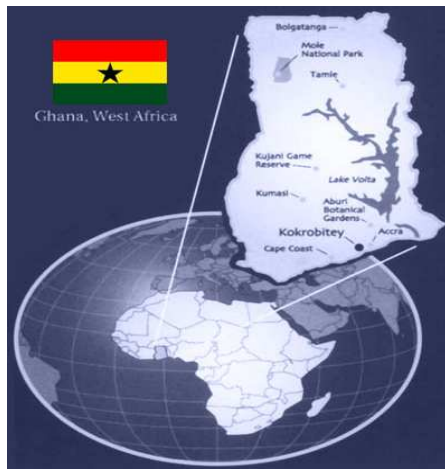 Ghana, West Africa
Bolgatanga
Mole
National Park
Tamle
Kujani Game
Reserve
Lake Volta
Kumasi
Aburi
Botanical
Gardens
Kokrobitey
Accra
Cape Coast